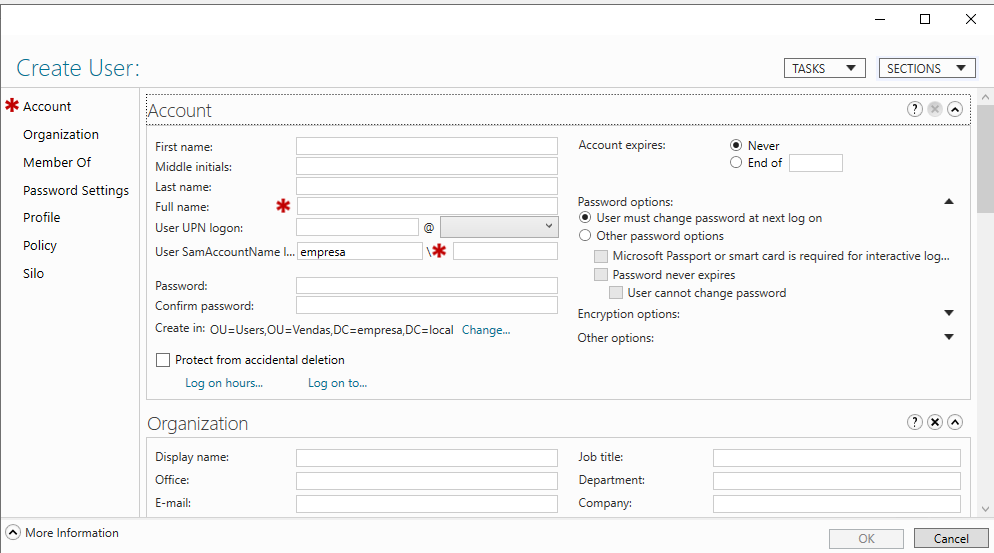 Create User:
TASKS
SECTIONS
Account
Organization
Member Of
Password Settings
Profile
Policy
Silo
Account
First name:
Middle initials:
Last name:
Full name:
User UPN logon: @
User SamAccountName l... empresa \
Password:
Confirm password:
Create in: OU=Users,OU=Vendas,DC=empresa,DC=local Change...
Protect from accidental deletion
Log on hours... Log on to...
Account expires: Never
End of
Password options:
User must change password at next log on
Other password options
Microsoft Passport or smart card is required for interactive log...
Password never expires
User cannot change password
Encryption options:
Other options:
Organization
Display name:
Office:
E-mail:
Job title:
Department:
Company:
More Information
OK
Cancel